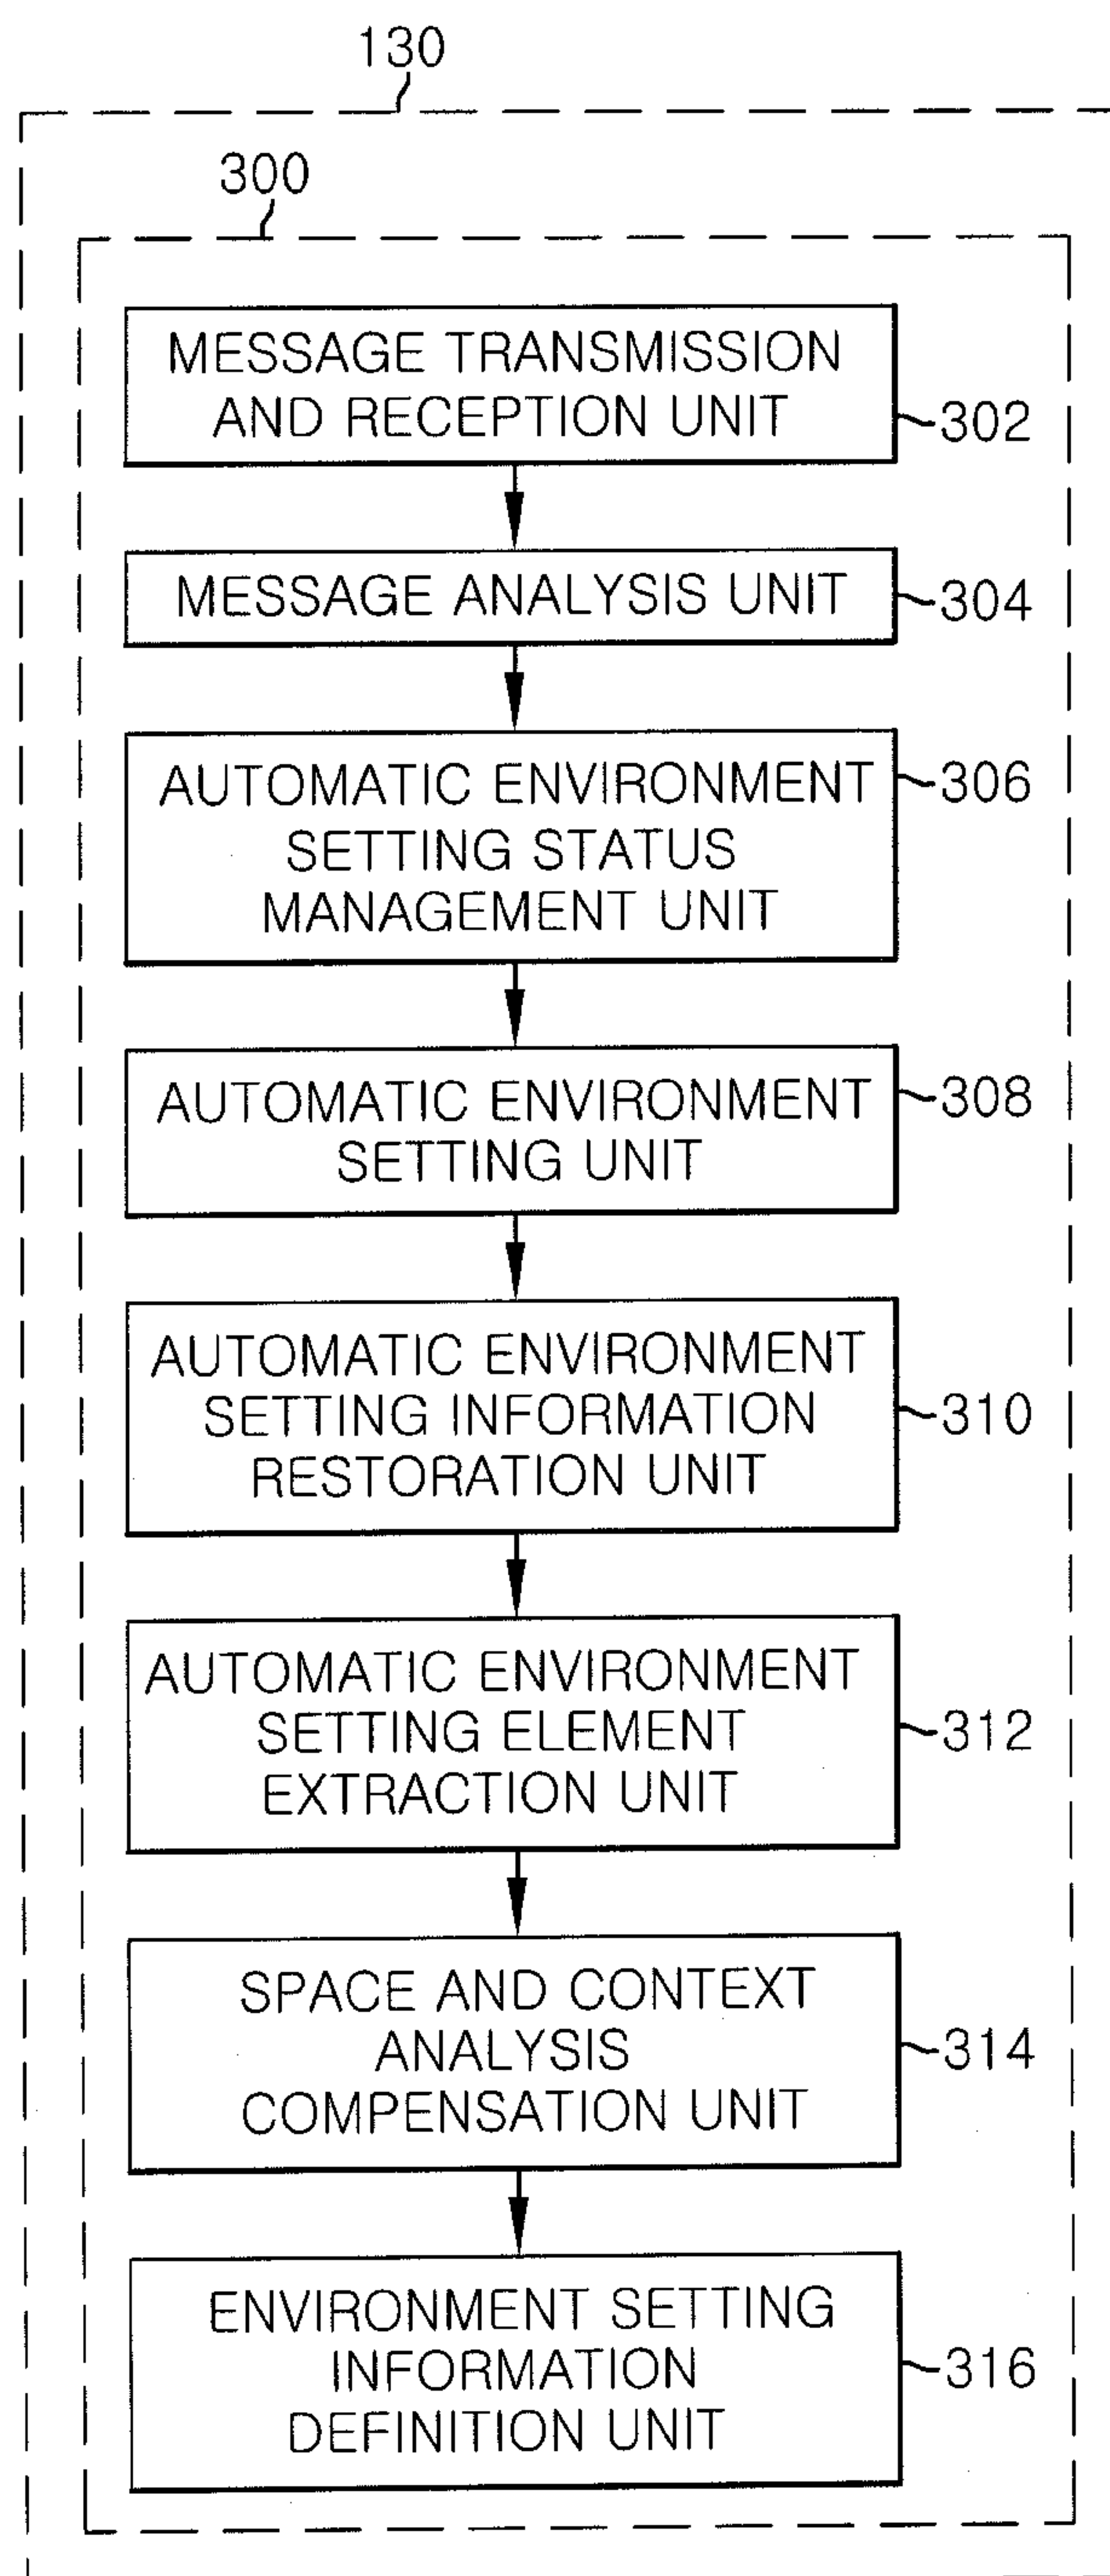 130
300
MESSAGE TRANSMISSION
AND RECEPTION UNIT
302
MESSAGE ANALYSIS UNIT
304
AUTOMATIC ENVIRONMENT
SETTING STATUS
MANAGEMENT UNIT
306
AUTOMATIC ENVIRONMENT
SETTING UNIT
308
AUTOMATIC ENVIRONMENT
SETTING INFORMATION
RESTORATION UNIT
310
AUTOMATIC ENVIRONMENT
SETTING ELEMENT
EXTRACTION UNIT
312
SPACE AND CONTEXT
ANALYSIS
COMPENSATION UNIT
314
ENVIRONMENT SETTING
INFORMATION
DEFINITION UNIT
316